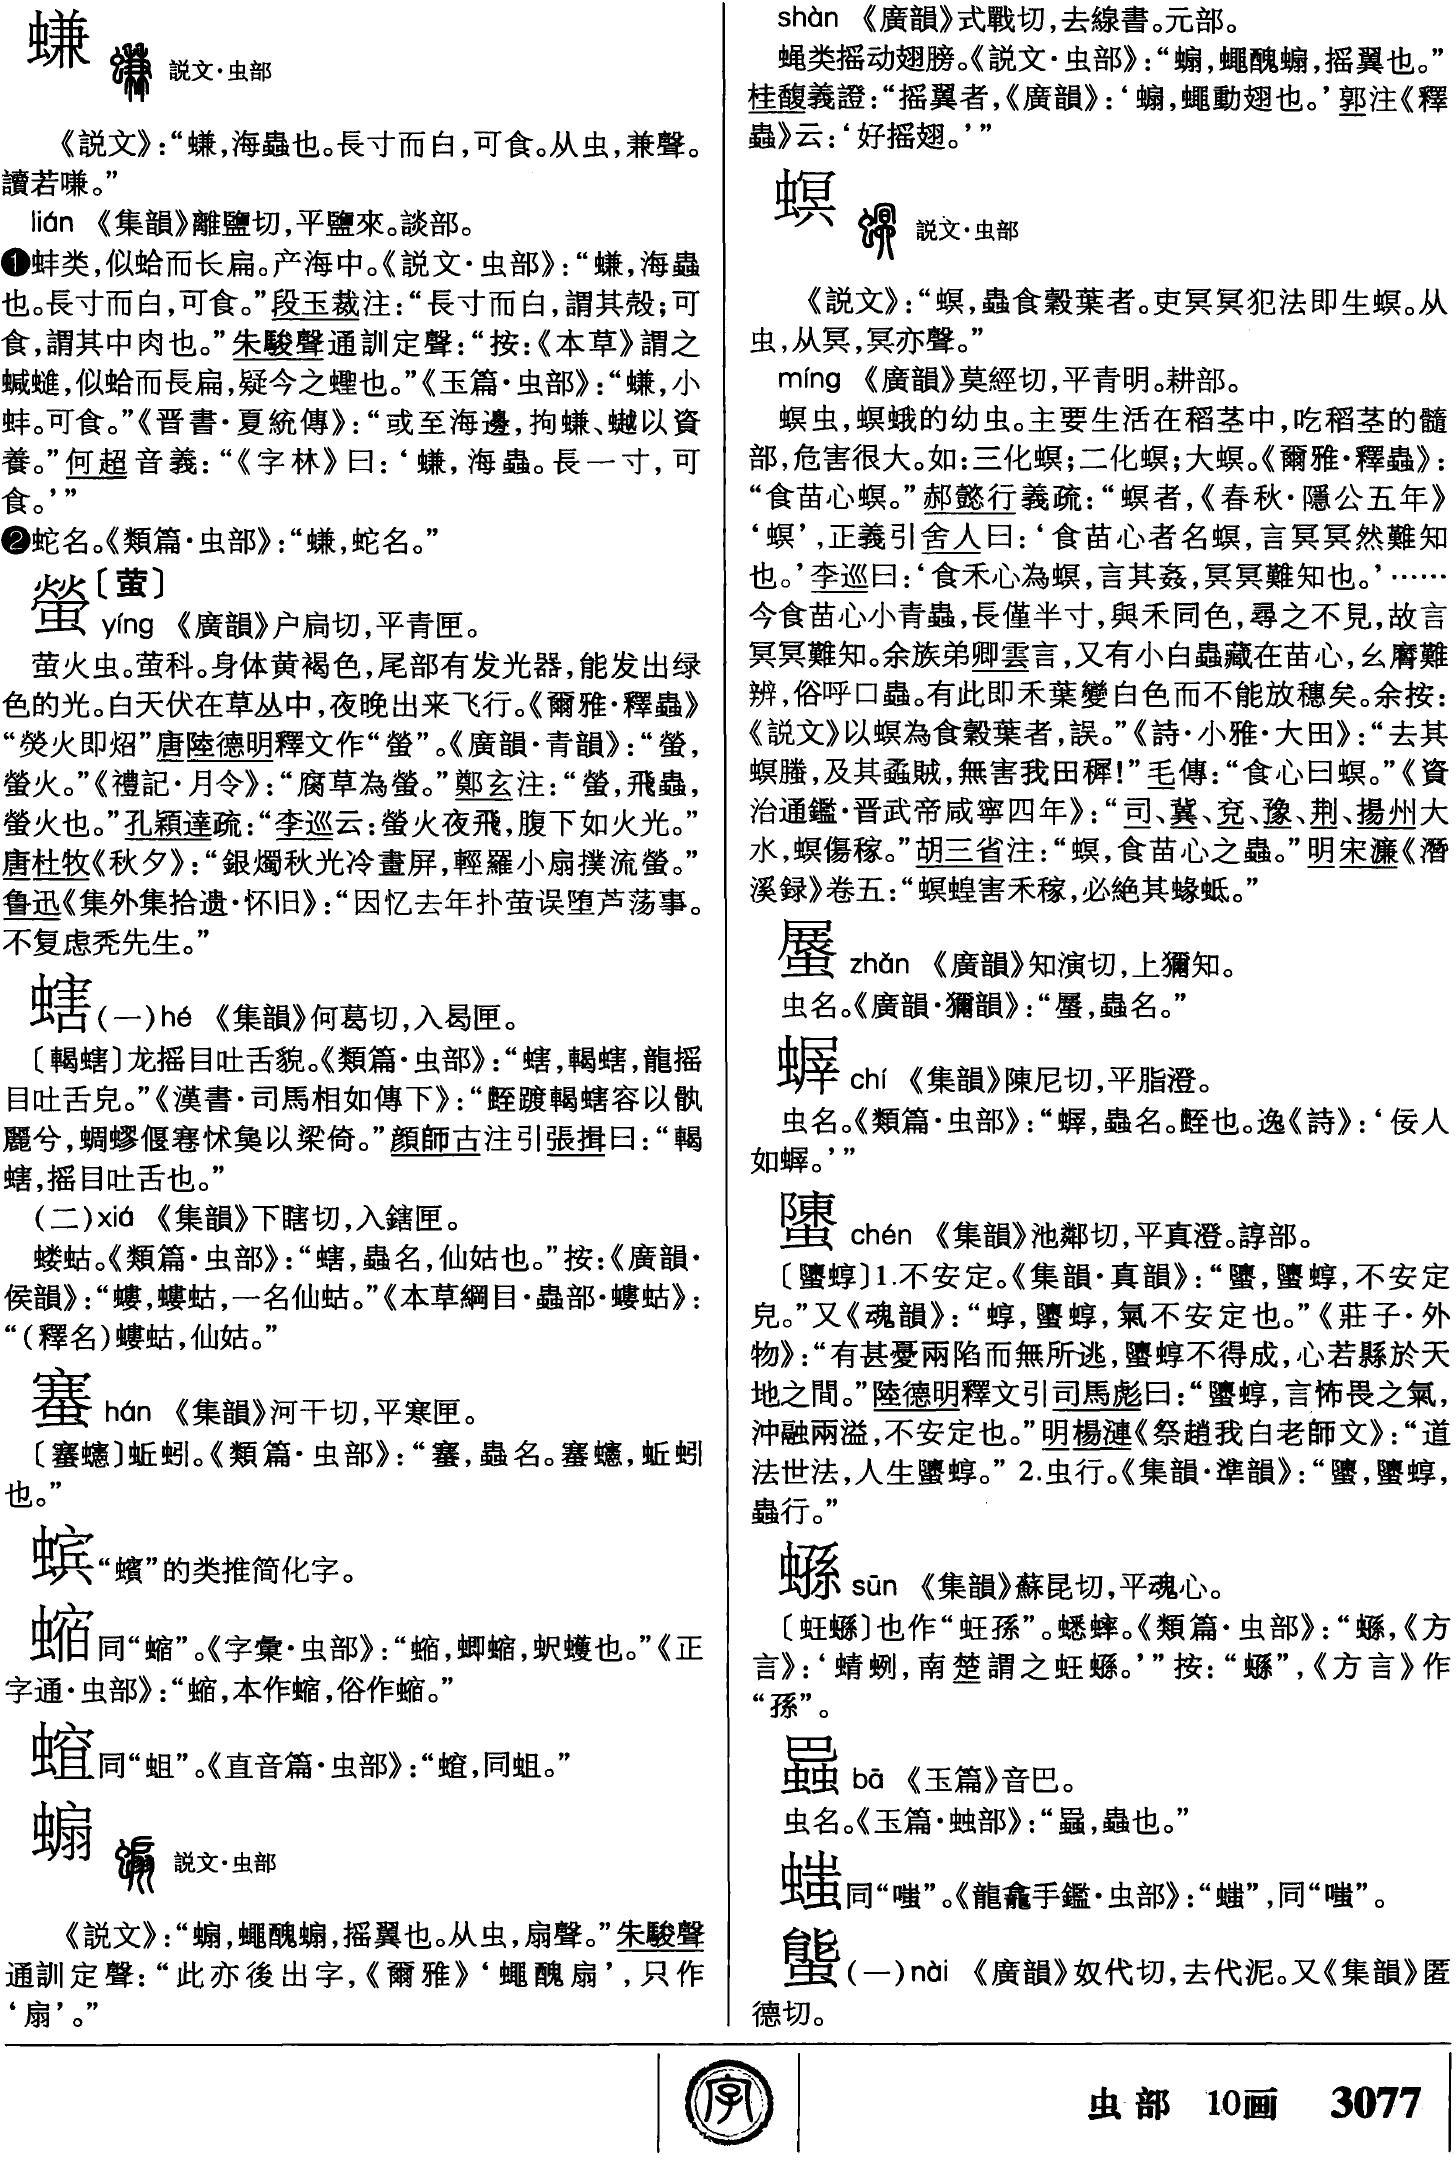 蠊 説文·虫部
《説文》：“蠊，海蟲也。長寸而白，可食。从虫，兼聲。
讀若嗛。”
lián 《集韻》離鹽切，平鹽來。談部。
❶蚌类，似蛤而长扁。产海中。《説文·虫部》：“蠊，海蟲
也。長寸而白，可食。”段玉裁注：“長寸而白，謂其殻；可
食，謂其中肉也。”朱駿聲通訓定聲：“按：《本草》謂之
蝛䗯，似蛤而長扁，疑今之蟶也。”《玉篇·虫部》：“蠊，小
蚌。可食。”《晋書·夏統傳》：“或至海邊，拘蠊、蟚以資
養。”何超音義：“《字林》曰：‘蠊，海蟲。長一寸，可
食。’”
❷蛇名。《類篇·虫部》：“蠊，蛇名。”
螢〔萤〕
yíng 《廣韻》户扃切，平青匣。
萤火虫。萤科。身体黄褐色，尾部有发光器，能发出绿
色的光。白天伏在草丛中，夜晚出来飞行。《爾雅·釋蟲》
“熒火即炤”唐陸德明釋文作“螢”。《廣韻·青韻》：“螢，
螢火。”《禮記·月令》：“腐草為螢。”鄭玄注：“螢，飛蟲，
螢火也。”孔穎達疏：“李巡云：螢火夜飛，腹下如火光。”
唐杜牧《秋夕》：“銀燭秋光冷畫屏，輕羅小扇撲流螢。”
鲁迅《集外集拾遗·怀旧》：“因忆去年扑萤误堕芦荡事。
不复虑秃先生。”
螛 (一)hé 《集韻》何葛切，入曷匣。
〔輵螛〕龙摇目吐舌貌。《類篇·虫部》：“螛，輵螛，龍摇
目吐舌皃。”《漢書·司馬相如傳下》：“蛭踱輵螛容以骩
麗兮，蜩蟉偃寋怵㚟以梁倚。”顔師古注引張揖曰：“輵
螛，摇目吐舌也。”
(二)xiá 《集韻》下瞎切，入鎋匣。
蝼蛄。《類篇·虫部》：“螛，蟲名，仙姑也。”按：《廣韻·
侯韻》：“螻，螻蛄，一名仙姑。”《本草綱目·蟲部·螻蛄》：
“(釋名)螻蛄，仙姑。”
䗙 hán 《集韻》河干切，平寒匣。
〔䗙蟪〕蚯蚓。《類篇·虫部》：“䗙，蟲名。䗙蟪，蚯蚓
也。”
螾“蠙”的类推简化字。
蝫同“蝫”。《字彙·虫部》：“蝫，蝍蝫，蚇蠖也。”《正
字通·虫部》：“蝫，本作蝫，俗作蝫。”
同“蛆”。《直音篇·虫部》：“同蛆。”
螐 説文·虫部
《説文》：“蝙，蠅醜蝙，摇翼也。从虫，扇聲。”朱駿聲
通訓定聲：“此亦後出字，《爾雅》‘蠅醜扇’，只作
‘扇’。”
shàn 《廣韻》式戰切，去線書。元部。
蝇类摇动翅膀。《説文·虫部》：“蝙，蠅醜蝙，摇翼也。”
桂馥義證：“摇翼者，《廣韻》：‘蝙，蠅動翅也。’郭注《釋
蟲》云：‘好摇翅。’”
螟 説文·虫部
《説文》：“螟，蟲食穀葉者。吏冥冥犯法即生螟。从
虫，从冥，冥亦聲。”
míng 《廣韻》莫經切，平青明。耕部。
螟虫，螟蛾的幼虫。主要生活在稻茎中，吃稻茎的髓
部，危害很大。如：三化螟；二化螟；大螟。《爾雅·釋蟲》：
“食苗心螟。”郝懿行義疏：“螟者，《春秋·隱公五年》
‘螟’，正義引舍人曰：‘食苗心者名螟，言冥冥然難知
也。’李巡曰：‘食禾心為螟，言其姦，冥冥難知也。’……
今食苗心小青蟲，長僅半寸，與禾同色，尋之不見，故言
冥冥難知。余族弟卿雲言，又有小白蟲藏在苗心，幺麿難
辨，俗呼口蟲。有此即禾葉變白色而不能放穗矣。余按：
《説文》以螟為食穀葉者，誤。”《詩·小雅·大田》：“去其
螟螣，及其蟊賊，無害我田穉！”毛傳：“食心曰螟。”《資
治通鑑·晋武帝咸寧四年》：“司、冀、兗、豫、荆、揚州大
水，螟傷稼。”胡三省注：“螟，食苗心之蟲。”明宋濂《潛
溪録》卷五：“螟蝗害禾稼，必絶其蝝蚳。”
蜃 zhǎn 《廣韻》知演切，上獮知。
虫名。《廣韻·獮韻》：“蟲名。”
chí 《集韻》陳尼切，平脂澄。
虫名。《類篇·虫部》：“蟲名。蛭也。逸《詩》：‘佞人
如。’”
螴 chén 《集韻》池鄰切，平真澄。諄部。
〔螴蜳〕1.不安定。《集韻·真韻》：“螴，螴蜳，不安定
皃。”又《魂韻》：“蜳，螴蜳，氣不安定也。”《莊子·外
物》：“有甚憂兩陷而無所逃，螴蜳不得成，心若縣於天
地之間。”陸德明釋文引司馬彪曰：“螴蜳，言怖畏之氣，
沖融兩溢，不安定也。”明楊漣《祭趙我白老師文》：“道
法世法，人生螴蜳。” 2.虫行。《集韻·準韻》：“螴，螴蜳，
蟲行。”
sūn 《集韻》蘇昆切，平魂心。
〔蚟〕也作“蚟孫”。蟋蟀。《類篇·虫部》：“《方
言》：‘蜻蛚，南楚謂之蚟。’”按：“”，《方言》作
“孫”。
bā 《玉篇》音巴。
虫名。《玉篇·䖵部》：“蟲也。”
螆同“嗞”。《龍龕手鑑·虫部》：“螆”，同“嗞”。
螚 (一)nài 《廣韻》奴代切，去代泥。又《集韻》匿
德切。
字
虫部 10画 3077